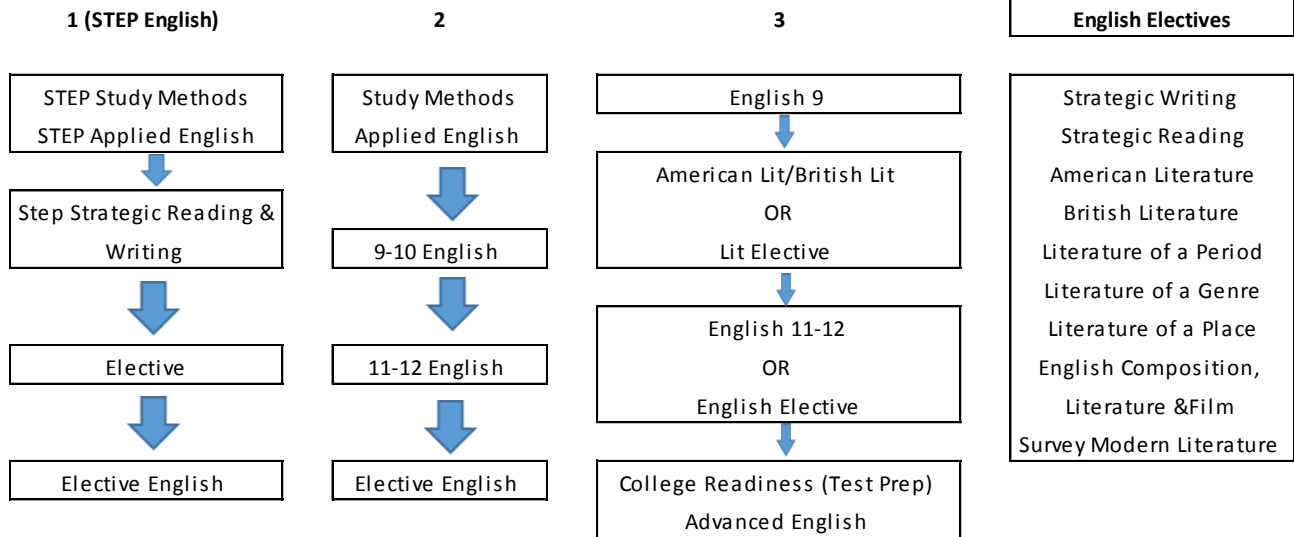 1 (STEP English)
STEP Study Methods
STEP Applied English
Step Strategic Reading &
Writing
Elective
Elective English
2
Study Methods
Applied English
9-10 English
11-12 English
Elective English
3
English 9
American Lit/British Lit
OR
Lit Elective
English 11-12
OR
English Elective
College Readiness (Test Prep)
Advanced English
English Electives
Strategic Writing
Strategic Reading
American Literature
British Literature
Literature of a Period
Literature of a Genre
Literature of a Place
English Composition,
Literature &Film
Survey Modern Literature